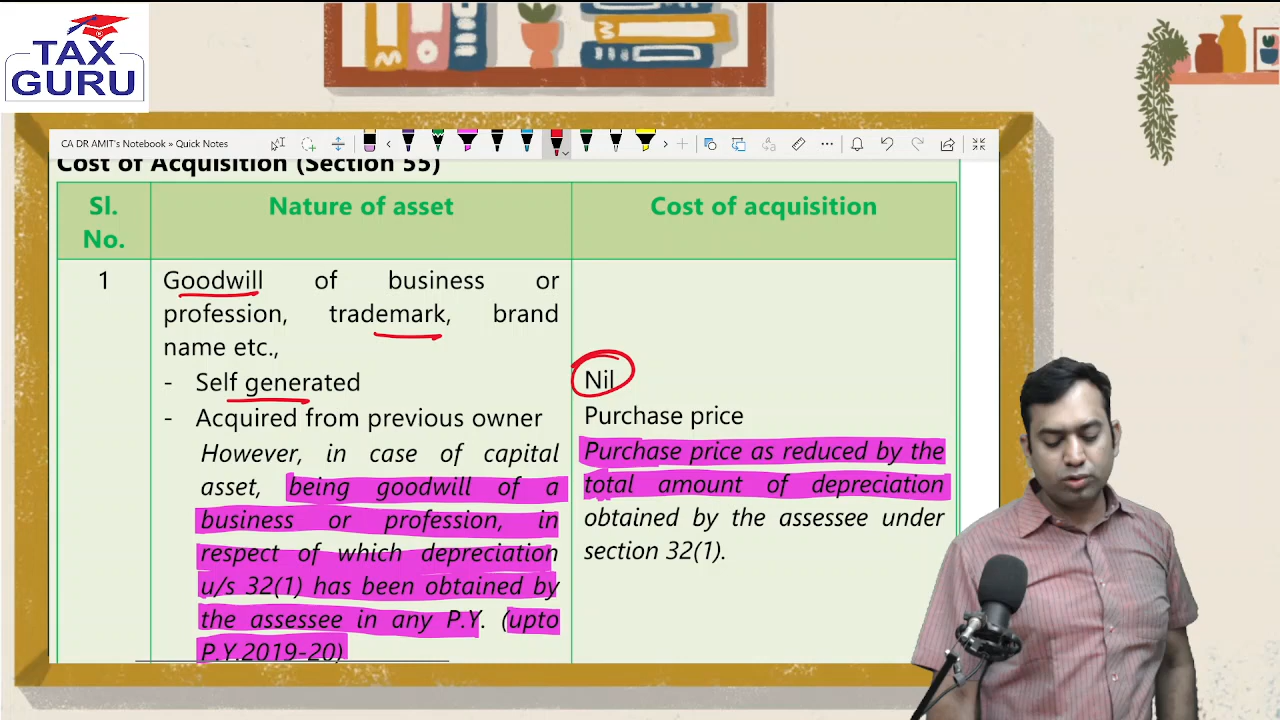 TAX
GURU
CA DR AMIT's Notebook » Quick Notes
Cost of Acquisition (Section 55)
Sl. No.
Nature of asset
Cost of acquisition
1
Goodwill of business or
profession, trademark, brand
name etc.,
- Self generated
Nil
- Acquired from previous owner
Purchase price
However, in case of capital
asset, being goodwill of a
business or profession, in
respect of which depreciation
u/s 32(1) has been obtained by
the assessee in any P.Y. (upto
P.Y.2019-20)
Purchase price as reduced by the
total amount of depreciation
obtained by the assessee under
section 32(1).